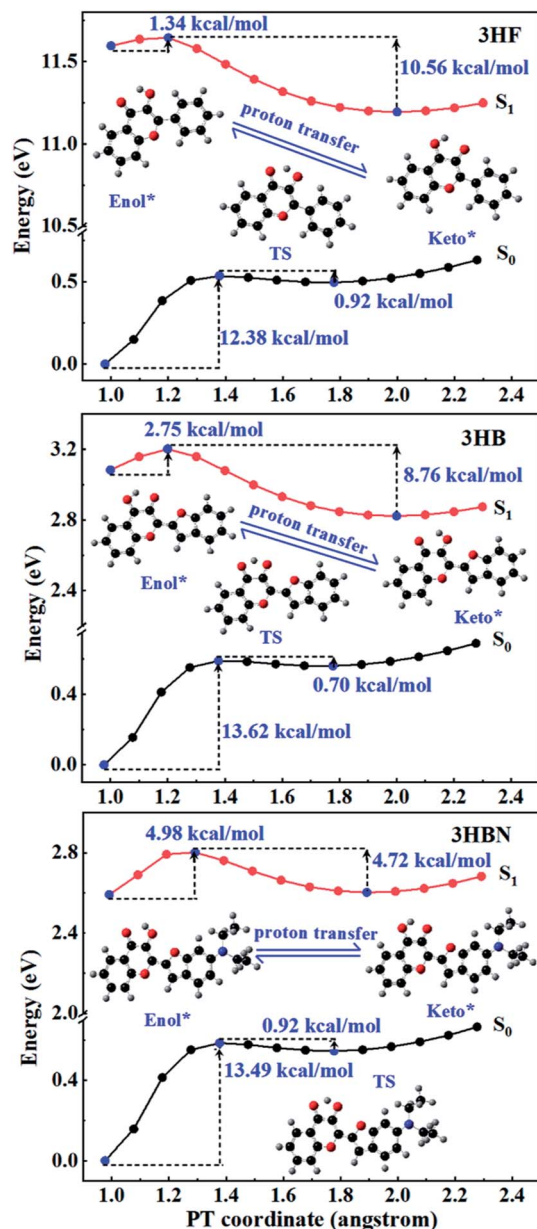 1.34 kcal/mol
3HF
11.5
10.56 kcal/mol
S1
proton transfer
11.0
Enol*
TS
Keto*
10.5
Energy (eV)
S0
0.5
0.92 kcal/mol
12.38 kcal/mol
0.0
1.0 1.2 1.4 1.6 1.8 2.0 2.2 2.4
2.75 kcal/mol
3HB
3.2
8.76 kcal/mol
S1
2.8
proton transfer
Enol*
2.4
TS
Keto*
Energy (eV)
S0
0.4
0.70 kcal/mol
13.62 kcal/mol
0.0
1.0 1.2 1.4 1.6 1.8 2.0 2.2 2.4
3HBN
4.98 kcal/mol
2.8
4.72 kcal/mol
S1
proton transfer
2.4
Enol*
Keto*
2.0
Energy (eV)
S0
0.92 kcal/mol
0.4
13.49 kcal/mol
TS
0.0
1.0 1.2 1.4 1.6 1.8 2.0 2.2 2.4
PT coordinate (angstrom)